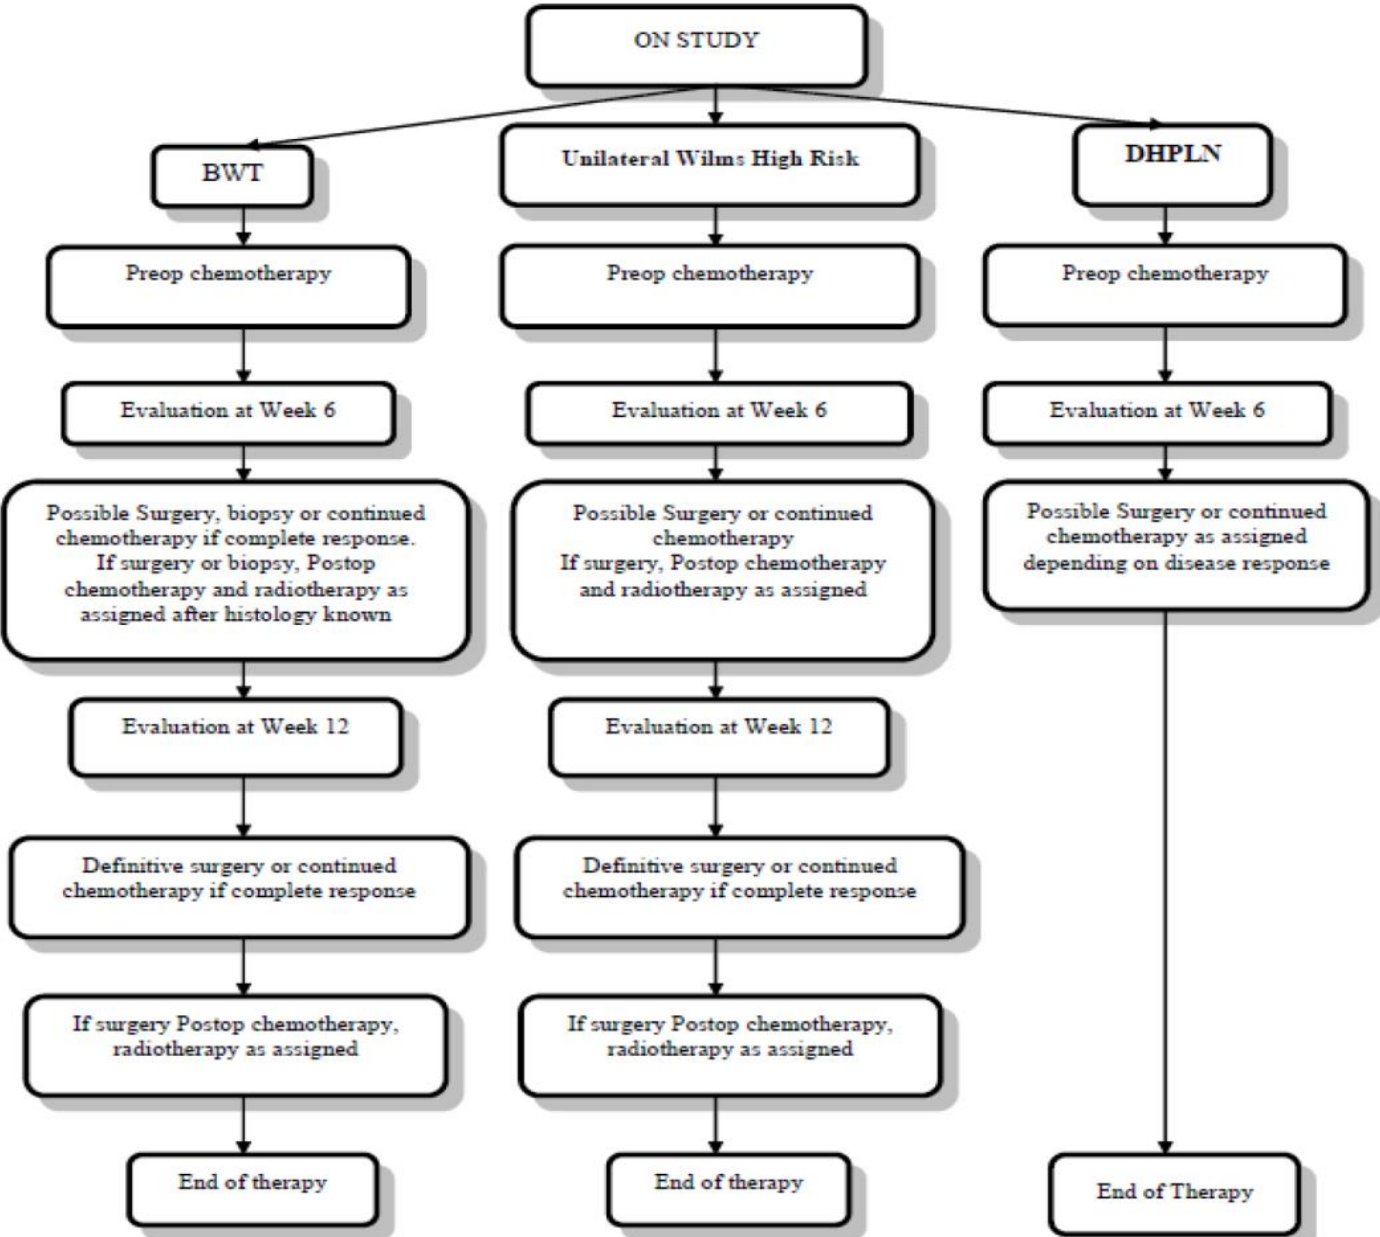 ON STUDY
BWT
Unilateral Wilms High Risk
DHPLN
Preop chemotherapy
Preop chemotherapy
Preop chemotherapy
Evaluation at Week 6
Evaluation at Week 6
Evaluation at Week 6
Possible Surgery, biopsy or continued
chemotherapy if complete response.
If surgery or biopsy, Postop
chemotherapy and radiotherapy as
assigned after histology known
Possible Surgery or continued
chemotherapy
If surgery, Postop chemotherapy
and radiotherapy as assigned
Possible Surgery or continued
chemotherapy as assigned
depending on disease response
Evaluation at Week 12
Evaluation at Week 12
Definitive surgery or continued
chemotherapy if complete response
Definitive surgery or continued
chemotherapy if complete response
If surgery Postop chemotherapy,
radiotherapy as assigned
If surgery Postop chemotherapy,
radiotherapy as assigned
End of therapy
End of therapy
End of Therapy